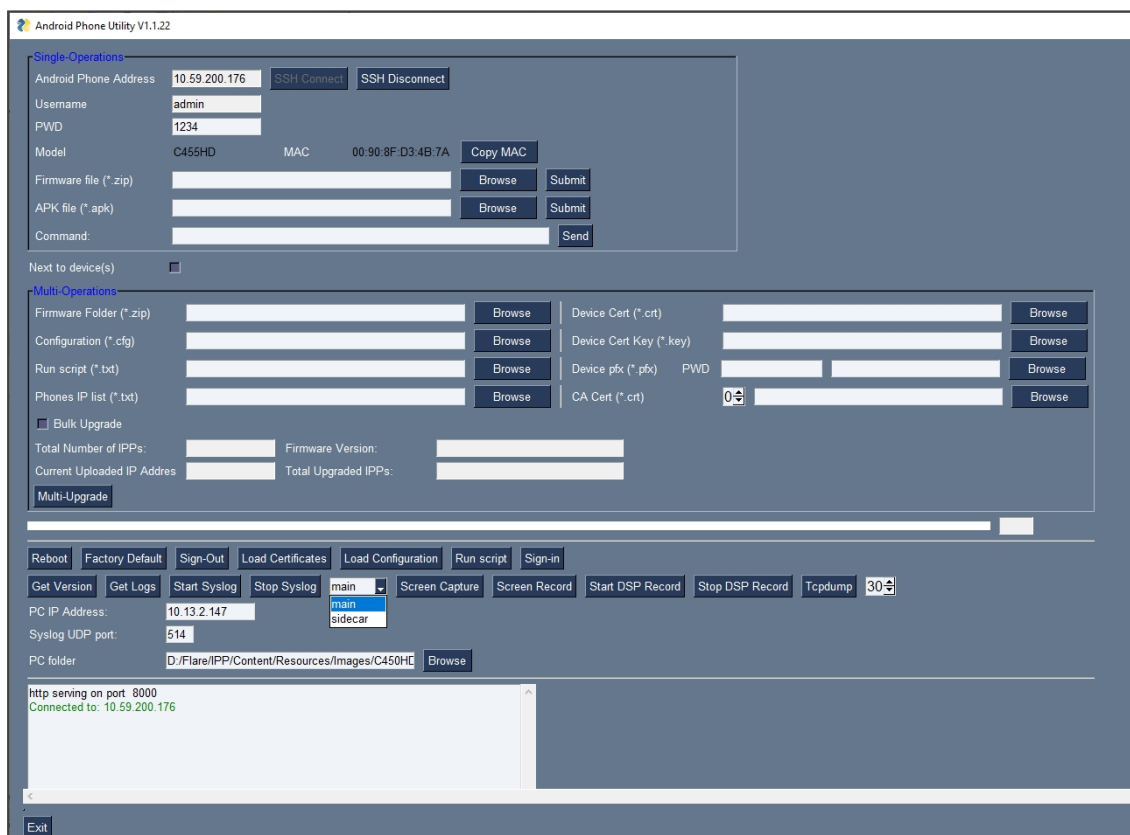 Android Phone Utility V1.1.22
Single-Operations
Android Phone Address 10.59.200.176 SSH Connect SSH Disconnect
Username admin
PWD 1234
Model C455HD MAC 00:90:8F:D3:4B:7A Copy MAC
Firmware file (*.zip) Browse Submit
APK file (*.apk) Browse Submit
Command: Send
Next to device(s)
Multi-Operations
Firmware Folder (*.zip) Browse Device Cert (*.crt) Browse
Configuration (*.cfg) Browse Device Cert Key (*.key) Browse
Run script (*.txt) Browse Device pfx (*.pfx) PWD Browse
Phones IP list (*.txt) Browse CA Cert (*.crt) 0 Browse
Bulk Upgrade
Total Number of IPPs: Firmware Version:
Current Uploaded IP Addres Total Upgraded IPPs:
Multi-Upgrade
Reboot Factory Default Sign-Out Load Certificates Load Configuration Run script Sign-in
Get Version Get Logs Start Syslog Stop Syslog main Screen Capture Screen Record Start DSP Record Stop DSP Record Tcpdump 30
main
sidecar
PC IP Address: 10.13.2.147
Syslog UDP port: 514
PC folder D:/Flare/IPP/Content/Resources/Images/C450HD Browse
http serving on port 8000
Connected to: 10.59.200.176
Exit